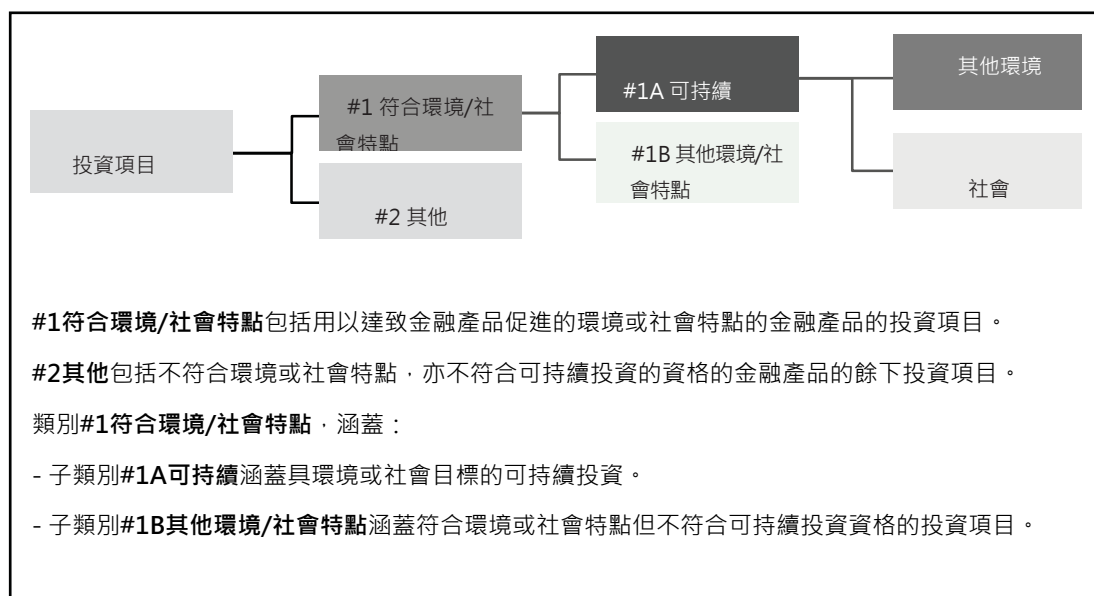 投資項目
#1 符合環境/社
會特點
#2 其他
#1A 可持續
#1B 其他環境/社
會特點
其他環境
社會
#1符合環境/社會特點包括用以達致金融產品促進的環境或社會特點的金融產品的投資項目。
#2其他包括不符合環境或社會特點，亦不符合可持續投資的資格的金融產品的餘下投資項目。
類別#1符合環境/社會特點，涵蓋：
- 子類別#1A可持續涵蓋具環境或社會目標的可持續投資。
- 子類別#1B其他環境/社會特點涵蓋符合環境或社會特點但不符合可持續投資資格的投資項目。